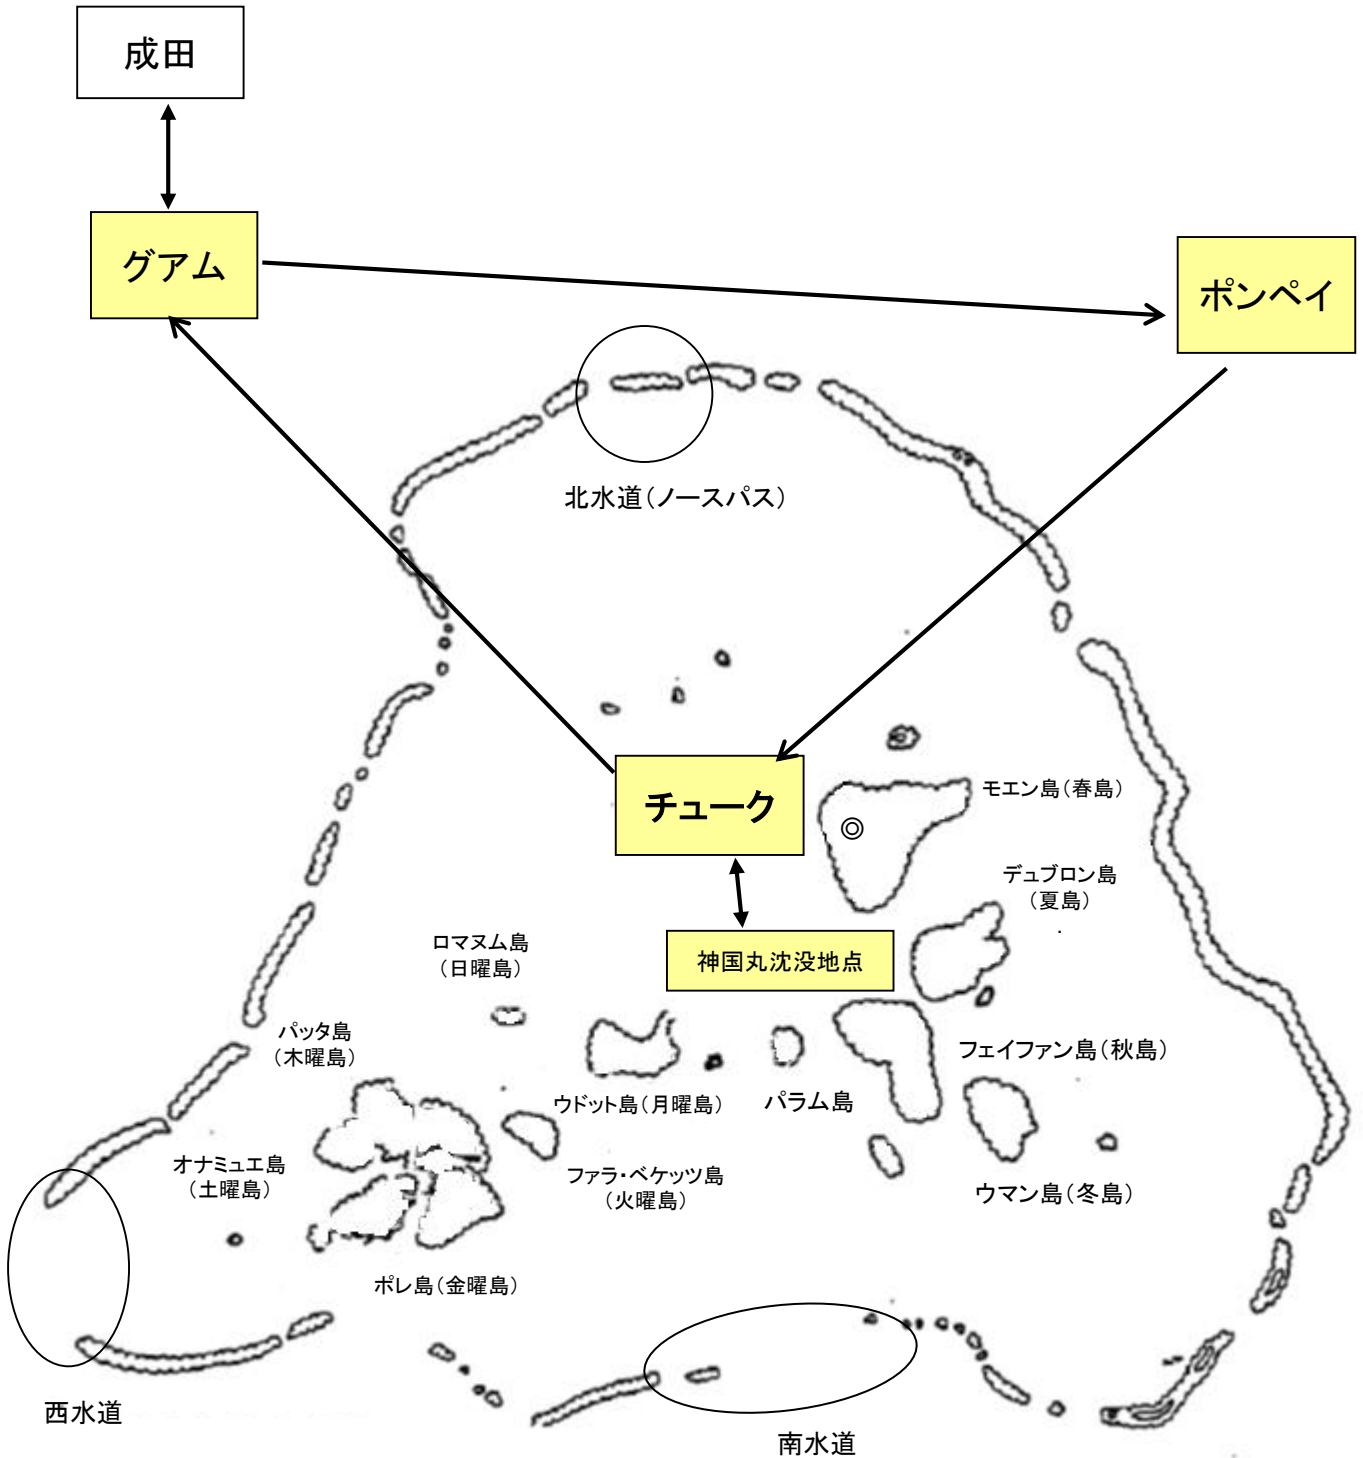 成田
グアム
ポンペイ
北水道（ノースパス）
チューク
モエン島（春島）
デュブロン島
（夏島）
ロマヌム島
（日曜島）
神国丸沈没地点
パッタ島
（木曜島）
フェイファン島（秋島）
ウドット島（月曜島）
パラム島
オナミュエ島
（土曜島）
ファラ・ベケッツ島
（火曜島）
ウマン島（冬島）
ポレ島（金曜島）
西水道
南水道